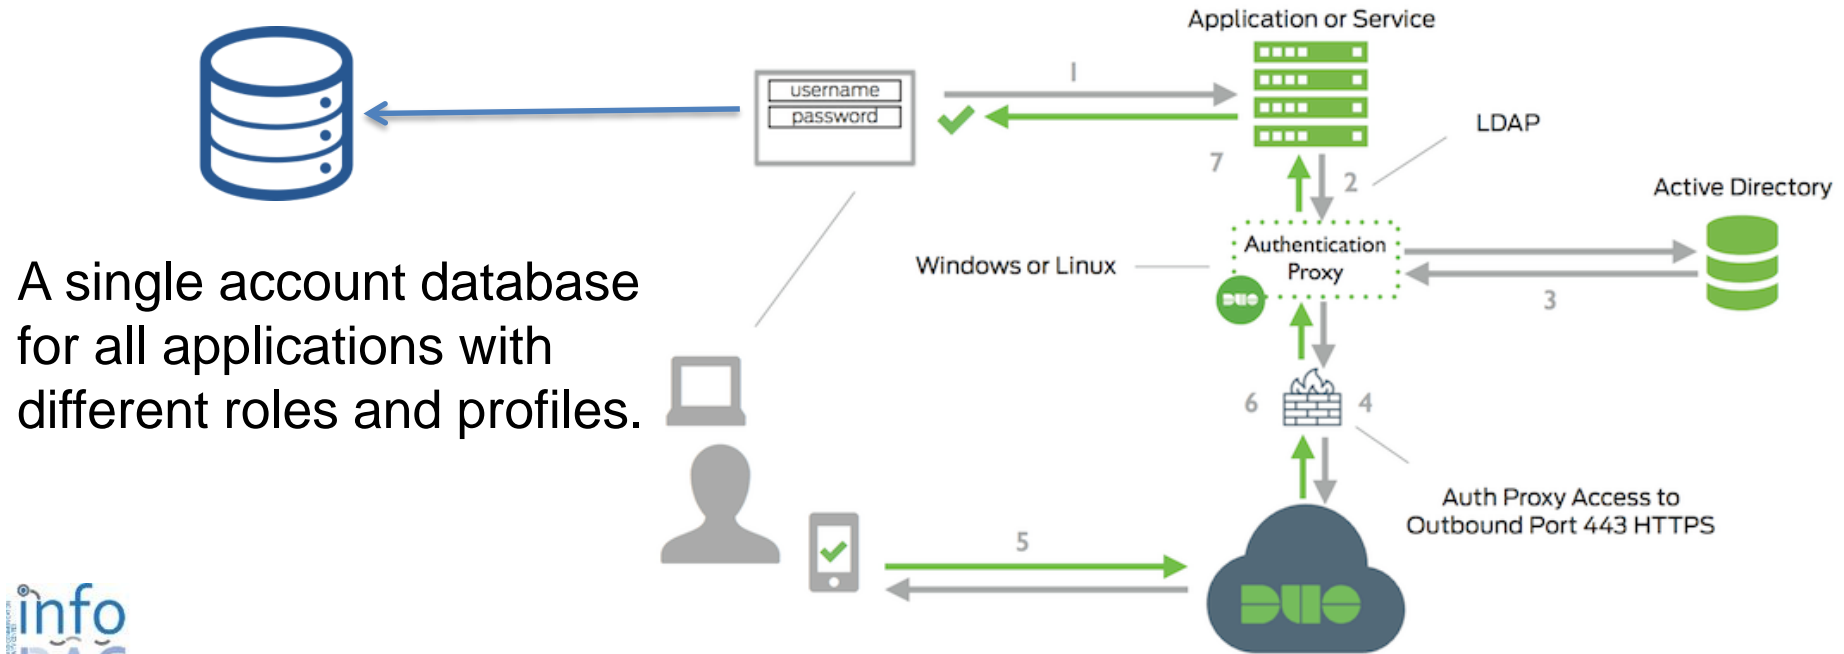 Application or Service
username
password
1
7
2
LDAP
Active Directory
Authentication
Proxy
Windows or Linux
DUO
3
A single account database
for all applications with
different roles and profiles.
6
4
Auth Proxy Access to
Outbound Port 443 HTTPS
5
DUO
info